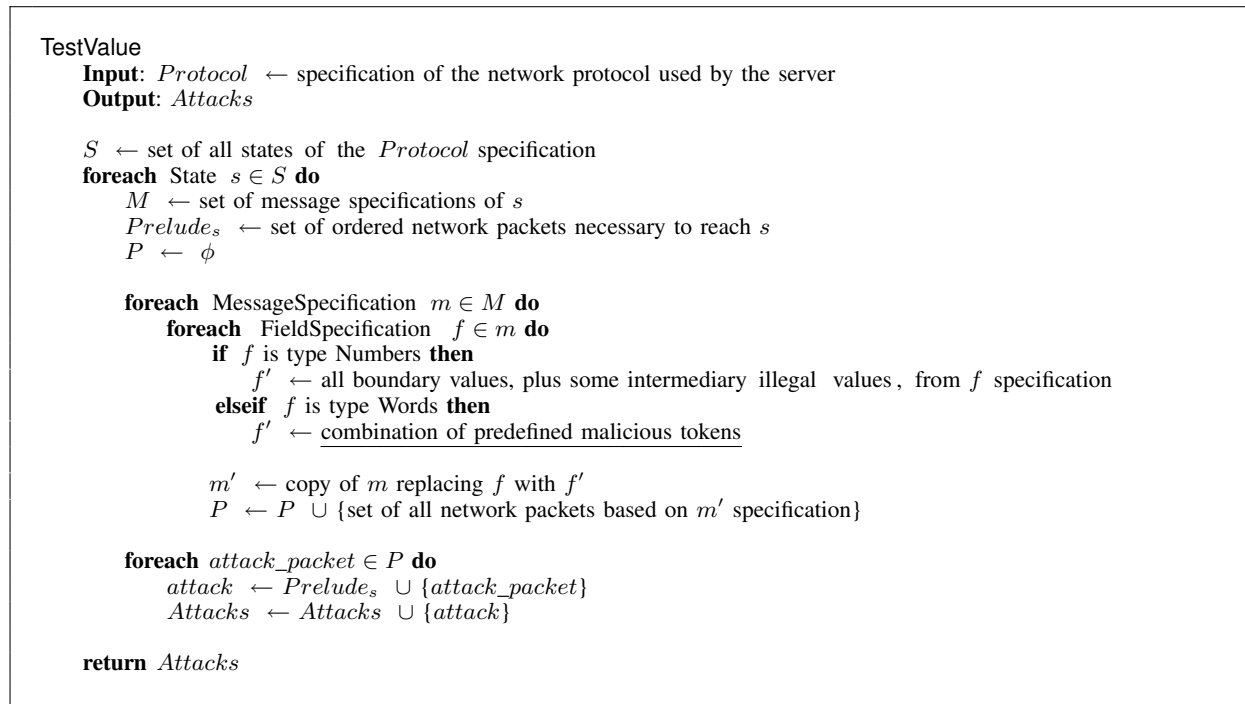 TestValue
Input: Protocol ← specification of the network protocol used by the server
Output: Attacks
S ← set of all states of the Protocol specification
foreach State s ∈ S do
M ← set of message specifications of s
Preludeₛ ← set of ordered network packets necessary to reach s
P ← ϕ
foreach MessageSpecification m ∈ M do
foreach FieldSpecification f ∈ m do
if f is type Numbers then
f′ ← all boundary values, plus some intermediary illegal values, from f specification
elseif f is type Words then
f′ ← combination of predefined malicious tokens
m′ ← copy of m replacing f with f′
P ← P ∪ {set of all network packets based on m′ specification}
foreach attack_packet ∈ P do
attack ← Preludeₛ ∪ {attack_packet}
Attacks ← Attacks ∪ {attack}
return Attacks